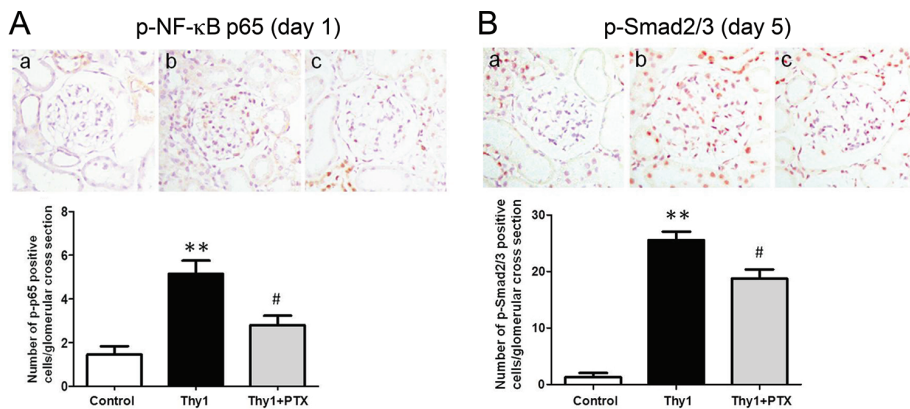 A
p-NF-κB p65 (day 1)
a
b
c
Number of p-p65 positive
cells/glomerular cross section
8
6
4
2
0
**
#
Control
Thy1
Thy1+PTX
B
p-Smad2/3 (day 5)
a
b
c
Number of p-Smad2/3 positive
cells/glomerular cross section
30
20
10
0
**
#
Control
Thy1
Thy1+PTX